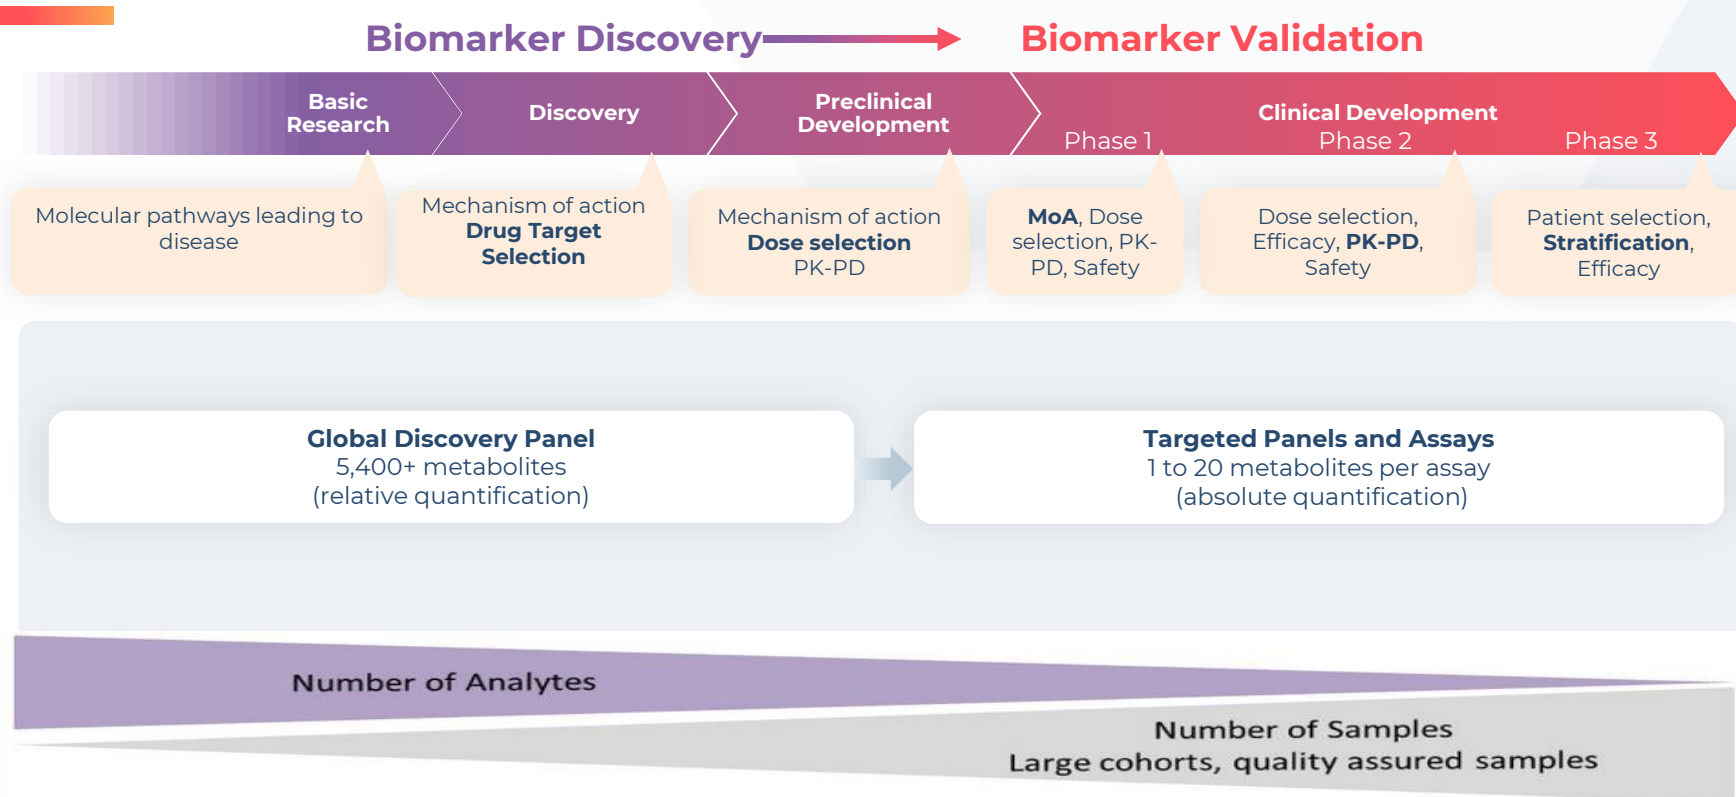 Biomarker Discovery
Biomarker Validation
Basic
Research
Discovery
Preclinical
Development
Clinical Development
Phase 1
Phase 2
Phase 3
Molecular pathways leading to
disease
Mechanism of action
Drug Target
Selection
Mechanism of action
Dose selection
PK-PD
MoA, Dose
selection, PK-
PD, Safety
Dose selection,
Efficacy, PK-PD,
Safety
Patient selection,
Stratification,
Efficacy
Global Discovery Panel
5,400+ metabolites
(relative quantification)
Targeted Panels and Assays
1 to 20 metabolites per assay
(absolute quantification)
Number of Analytes
Number of Samples
Large cohorts, quality assured samples